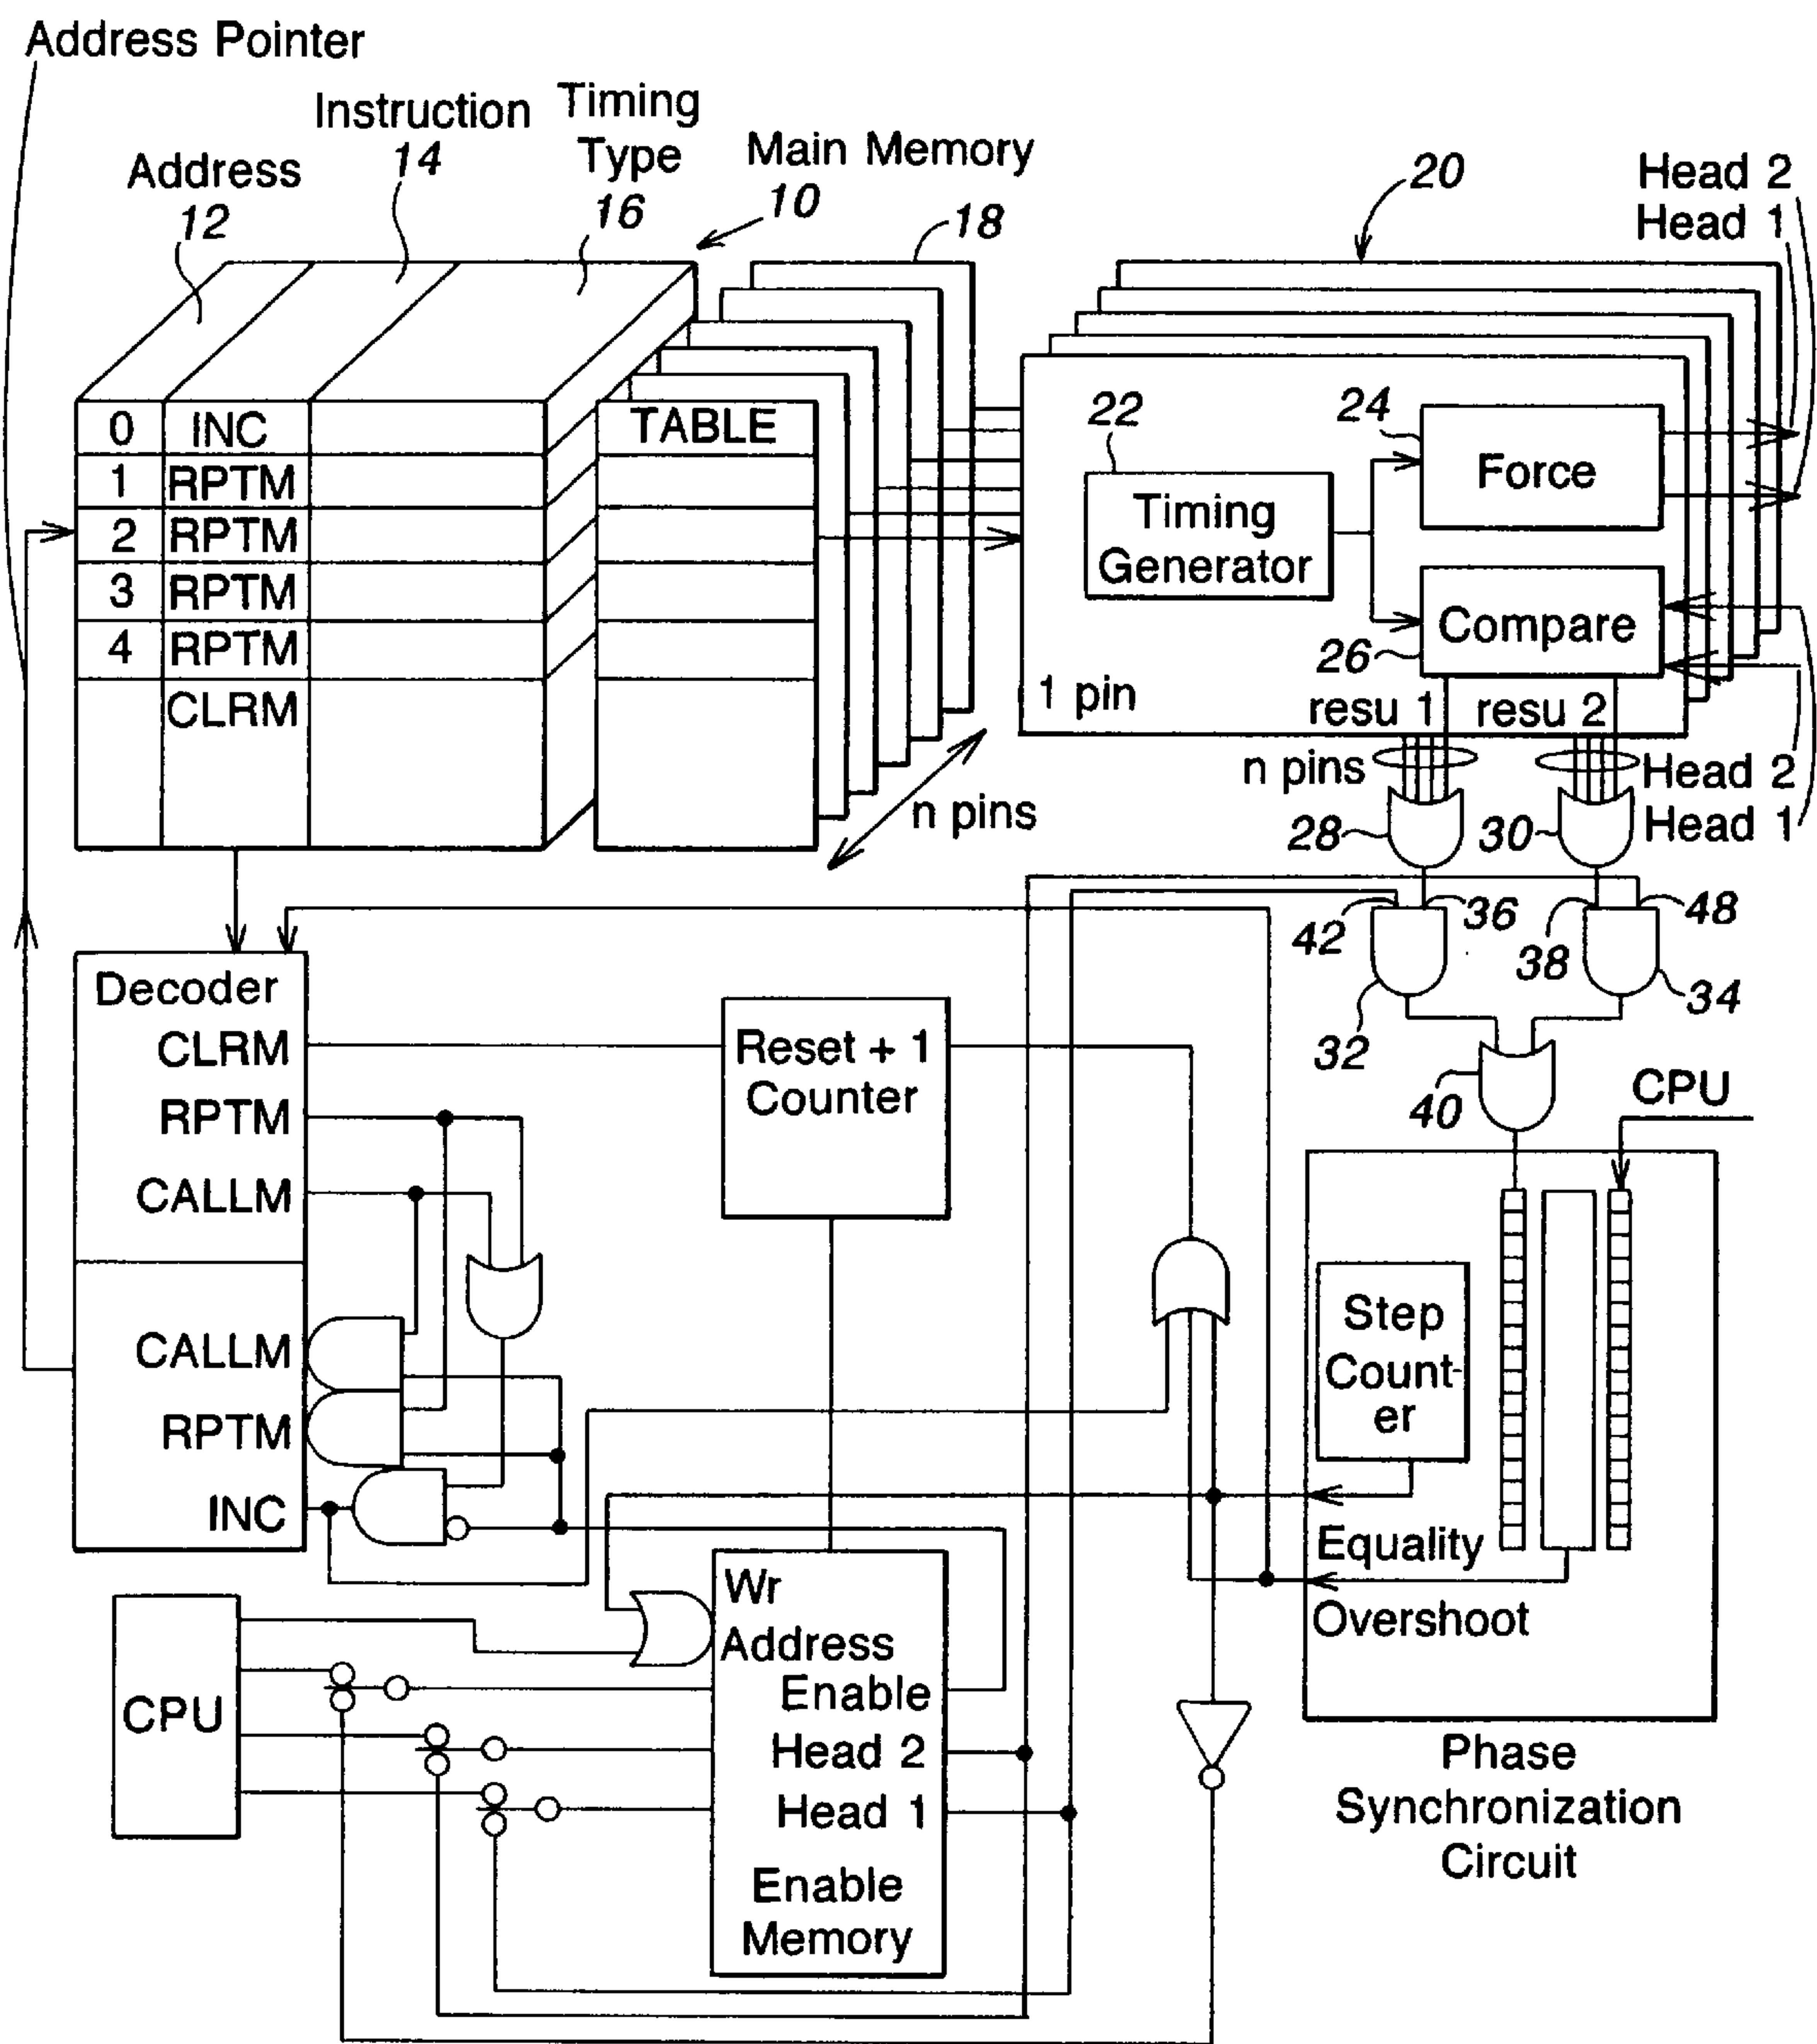 Address Pointer
Instruction
14
Timing
Type
16
Main Memory
10
Address
12
18
20
Head 2
Head 1
0 INC
1 RPTM
2 RPTM
3 RPTM
4 RPTM
CLRM
TABLE
n pins
22
Timing
Generator
24
Force
Compare
26
1 pin
resu 1
resu 2
n pins
Head 2
Head 1
28
30
42
36
38
48
32
34
40
CPU
Decoder
CLRM
RPTM
CALLM
CALLM
RPTM
INC
Reset + 1
Counter
Step
Count-
er
Equality
Overshoot
Phase
Synchronization
Circuit
CPU
Wr
Address
Enable
Head 2
Head 1
Enable
Memory